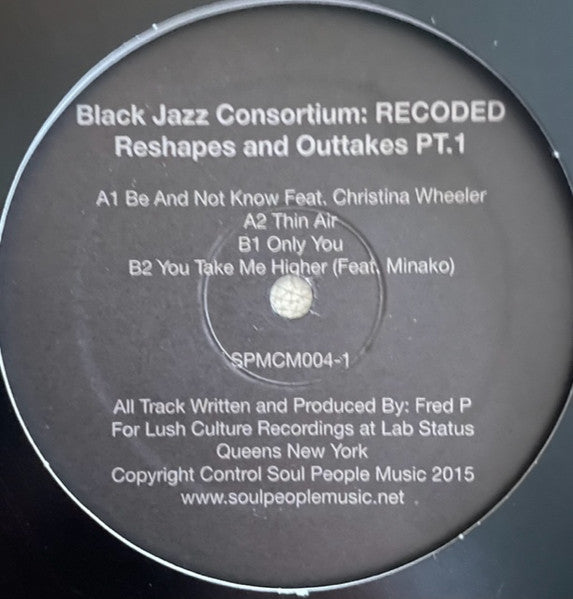 Black Jazz Consortium: RECODED
Reshapes and Outtakes PT.1
A1 Be And Not Know Feat. Christina Wheeler
A2 Thin Air
B1 Only You
B2 You Take Me Higher (Feat. Minako)
SPMCM004-1
All Track Written and Produced By: Fred P
For Lush Culture Recordings at Lab Status
Queens New York
Copyright Control Soul People Music 2015
www.soulpeoplemusic.net